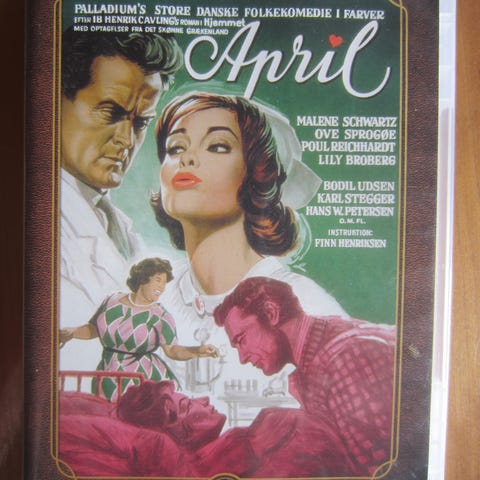 PALLADIUM'S STORE DANSKE FOLKEKOMEDIE I FARVER
EFTER IB HENRIK CAVLING'S ROMAN I Hjemmet
MED OPTAGELSER FRA DET SKØNNE GRÆKENLAND
April
MALENE SCHWARTZ
OVE SPROGØE
POUL REICHHARDT
LILY BROBERG
BODIL UDSEN
KARL STEGGER
HANS W. PETERSEN
O.M.FL.
INSTRUKTION:
FINN HENRIKSEN